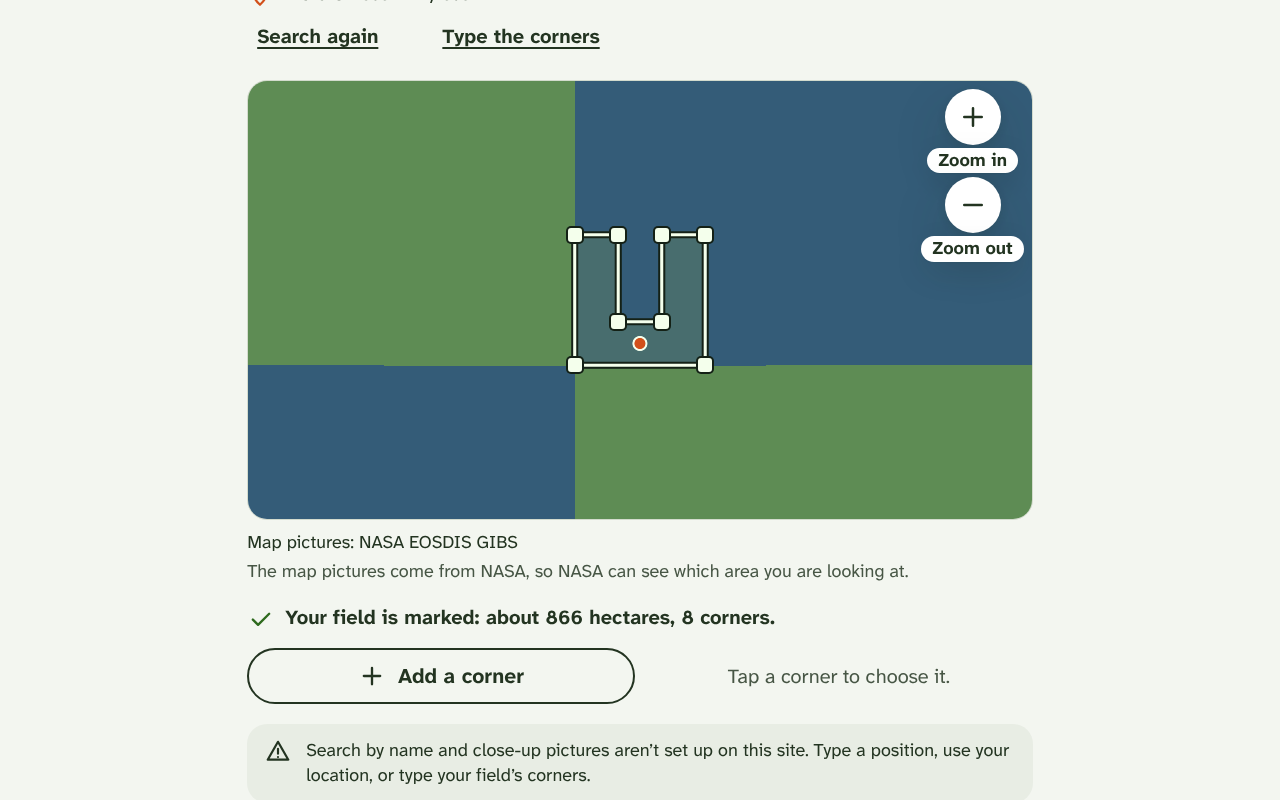 Search again
Type the corners
Zoom in
Zoom out
Map pictures: NASA EOSDIS GIBS
The map pictures come from NASA, so NASA can see which area you are looking at.
Your field is marked: about 866 hectares, 8 corners.
Add a corner
Tap a corner to choose it.
Search by name and close-up pictures aren’t set up on this site. Type a position, use your
location, or type your field’s corners.